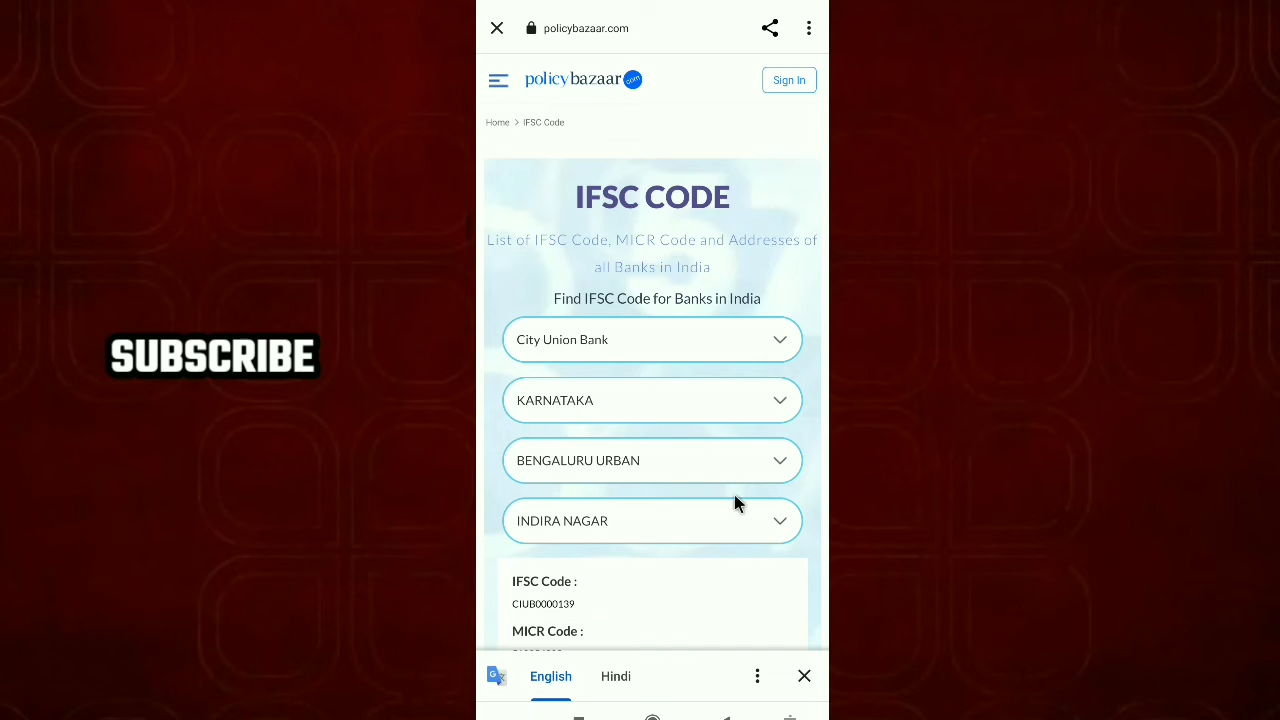 policybazaar.com
policybazaar.com
Sign In
Home > IFSC Code
IFSC CODE
List of IFSC Code, MICR Code and Addresses of
all Banks in India
Find IFSC Code for Banks in India
City Union Bank
KARNATAKA
BENGALURU URBAN
INDIRA NAGAR
IFSC Code :
CIUB0000139
MICR Code :
English Hindi
SUBSCRIBE